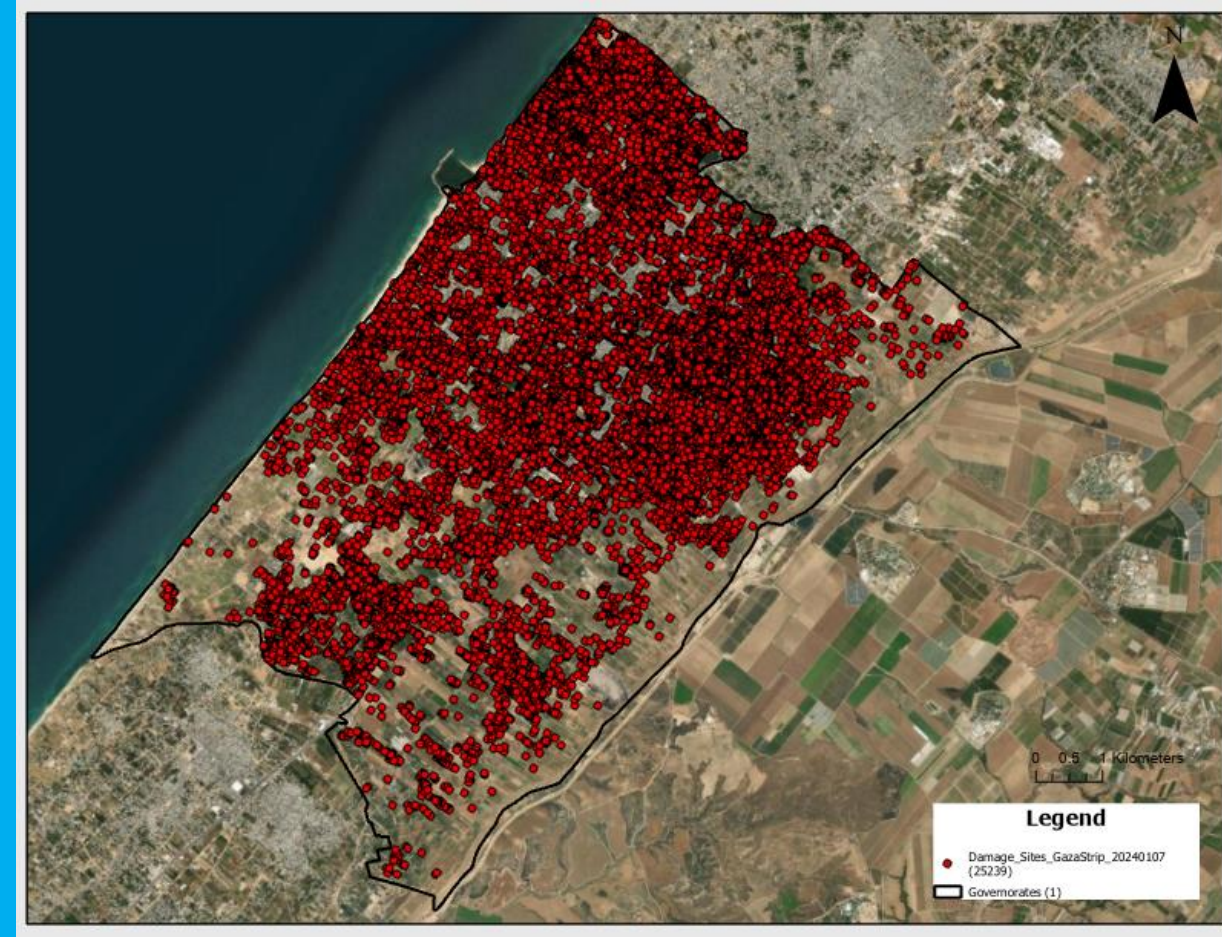 N
0 0.5 1 Kilometers
Legend
Damage_Sites_GazaStrip_20240107
(25239)
Governorates (1)